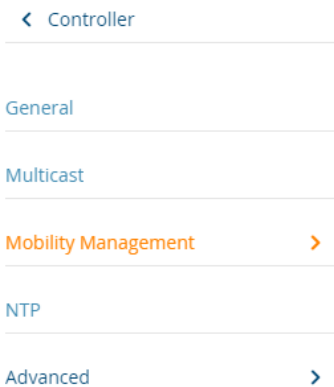 Controller
General
Multicast
Mobility Management
NTP
Advanced